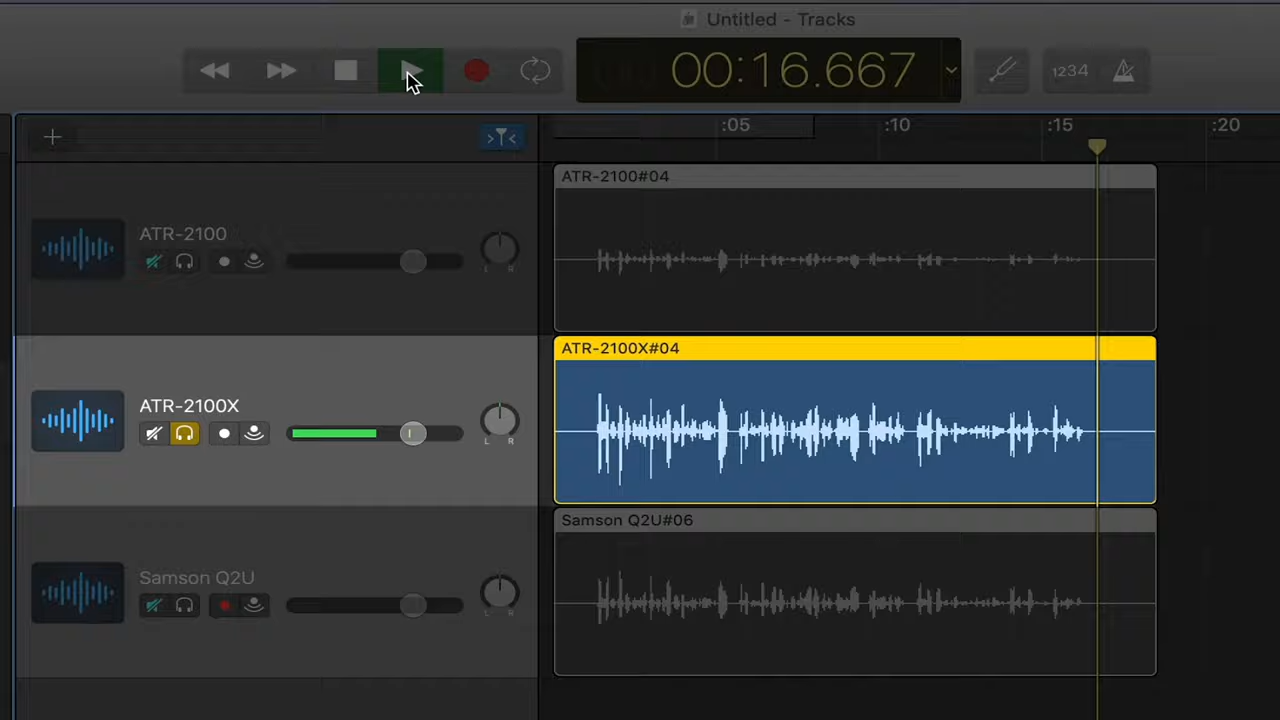 Untitled - Tracks
00:16.667
1234
:05
:10
:15
:20
ATR-2100#04
ATR-2100
L R
ATR-2100X#04
ATR-2100X
L R
Samson Q2U#06
Samson Q2U
L R